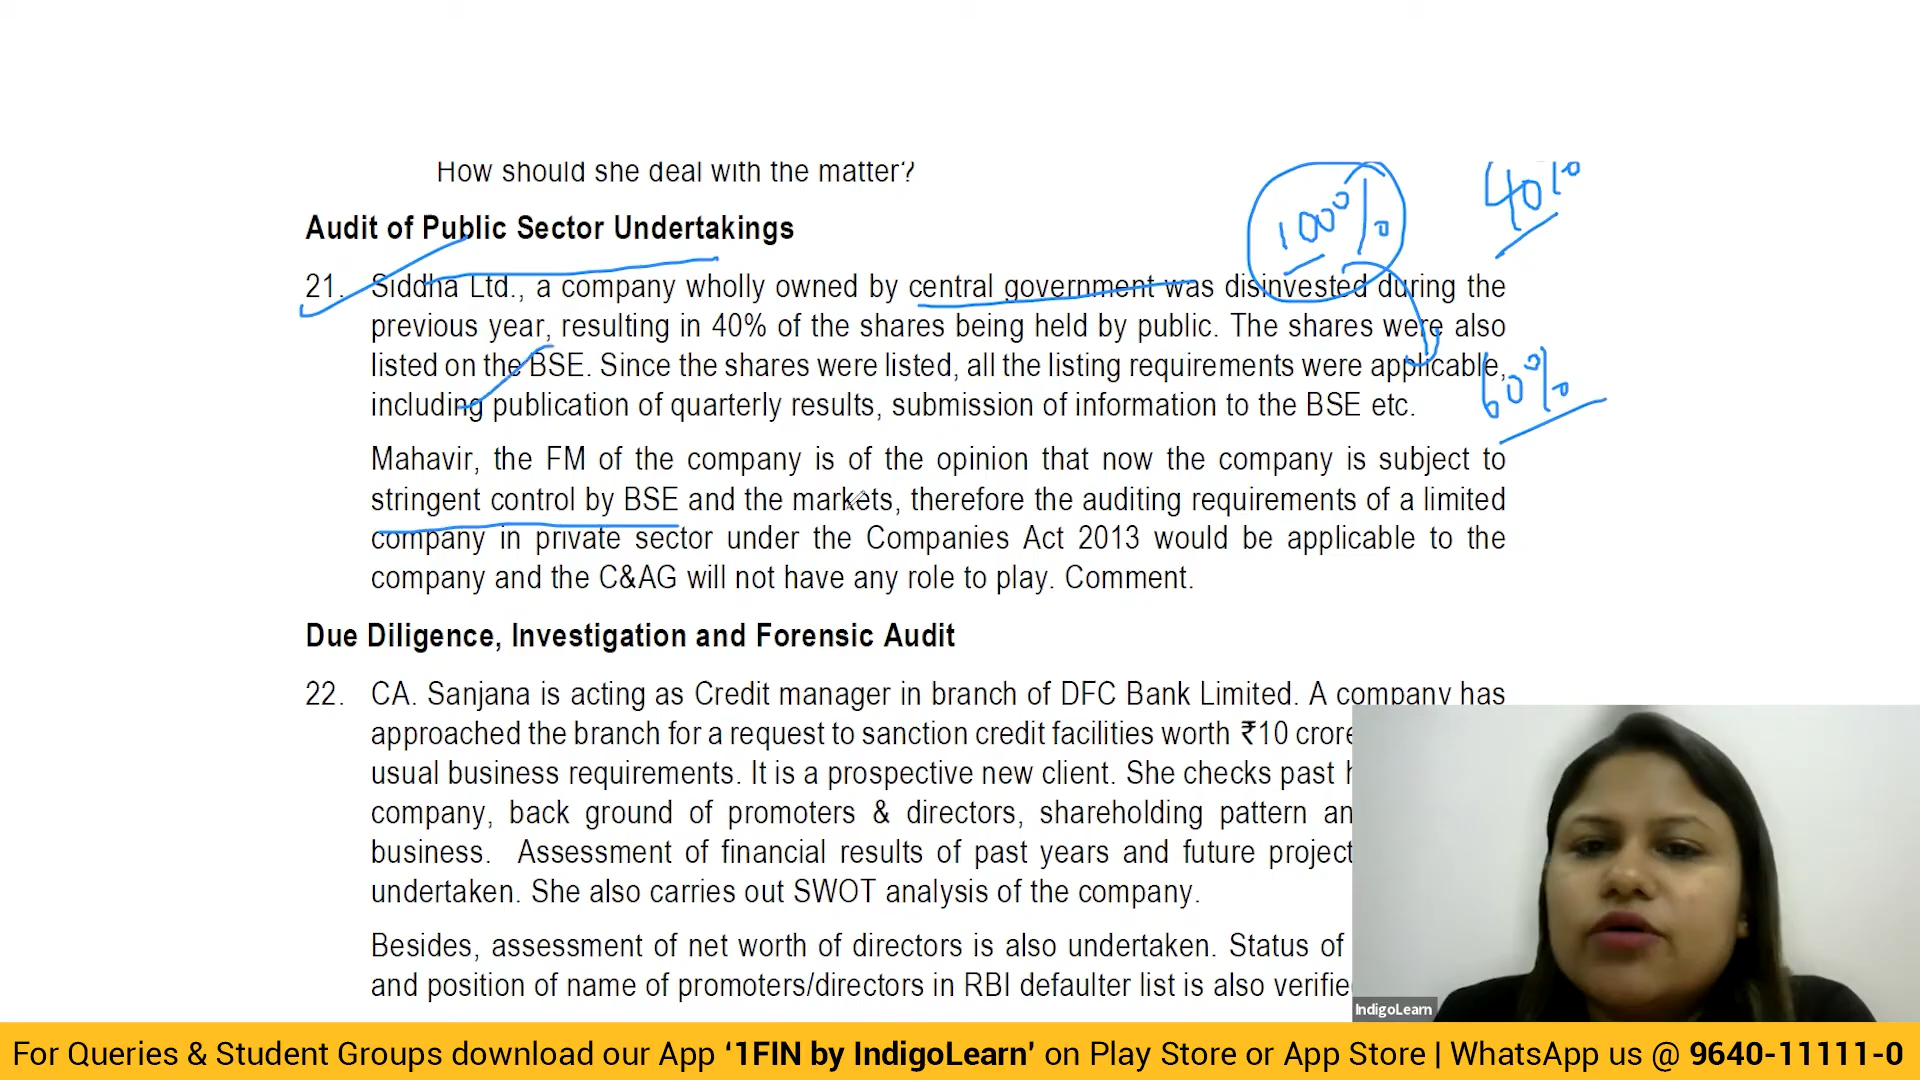 How should she deal with the matter?
100%
40%
Audit of Public Sector Undertakings
21. Siddha Ltd., a company wholly owned by central government was disinvested during the
previous year, resulting in 40% of the shares being held by public. The shares were also
listed on the BSE. Since the shares were listed, all the listing requirements were applicable,
60%
including publication of quarterly results, submission of information to the BSE etc.
Mahavir, the FM of the company is of the opinion that now the company is subject to
stringent control by BSE and the markets, therefore the auditing requirements of a limited
company in private sector under the Companies Act 2013 would be applicable to the
company and the C&AG will not have any role to play. Comment.
Due Diligence, Investigation and Forensic Audit
22. CA. Sanjana is acting as Credit manager in branch of DFC Bank Limited. A company has
approached the branch for a request to sanction credit facilities worth ₹10 crore
usual business requirements. It is a prospective new client. She checks past
company, back ground of promoters & directors, shareholding pattern
business. Assessment of financial results of past years and future
undertaken. She also carries out SWOT analysis of the company.
Besides, assessment of net worth of directors is also undertaken. Status of
and position of name of promoters/directors in RBI defaulter list is also
IndigoLearn
For Queries & Student Groups download our App ‘1FIN by IndigoLearn’ on Play Store or App Store | WhatsApp us @ 9640-11111-0